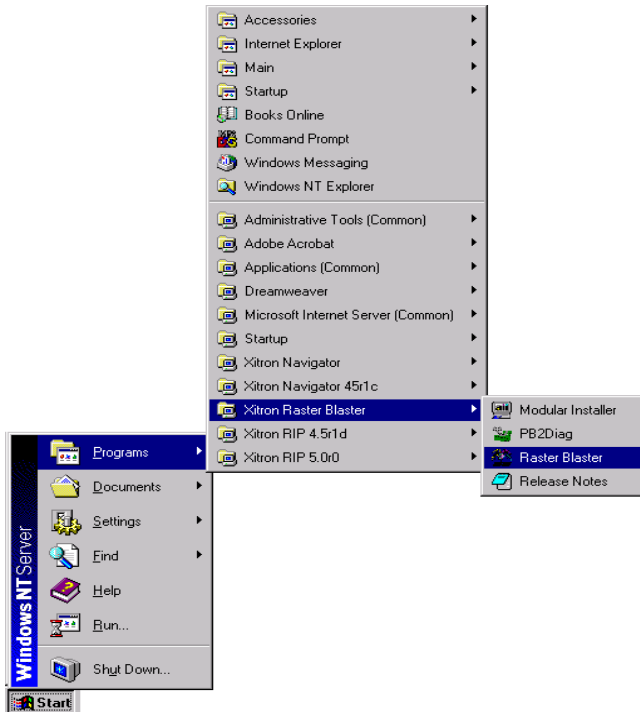 Accessories
Internet Explorer
Main
Startup
Books Online
Command Prompt
Windows Messaging
Windows NT Explorer
Administrative Tools (Common)
Adobe Acrobat
Applications (Common)
Dreamweaver
Microsoft Internet Server (Common)
Startup
Xitron Navigator
Xitron Navigator 45r1c
Xitron Raster Blaster
Xitron RIP 4.5r1d
Xitron RIP 5.0r0
Modular Installer
PB2Diag
Raster Blaster
Release Notes
Programs
Documents
Settings
Find
Help
Run...
Shut Down...
Windows NT Server
Start